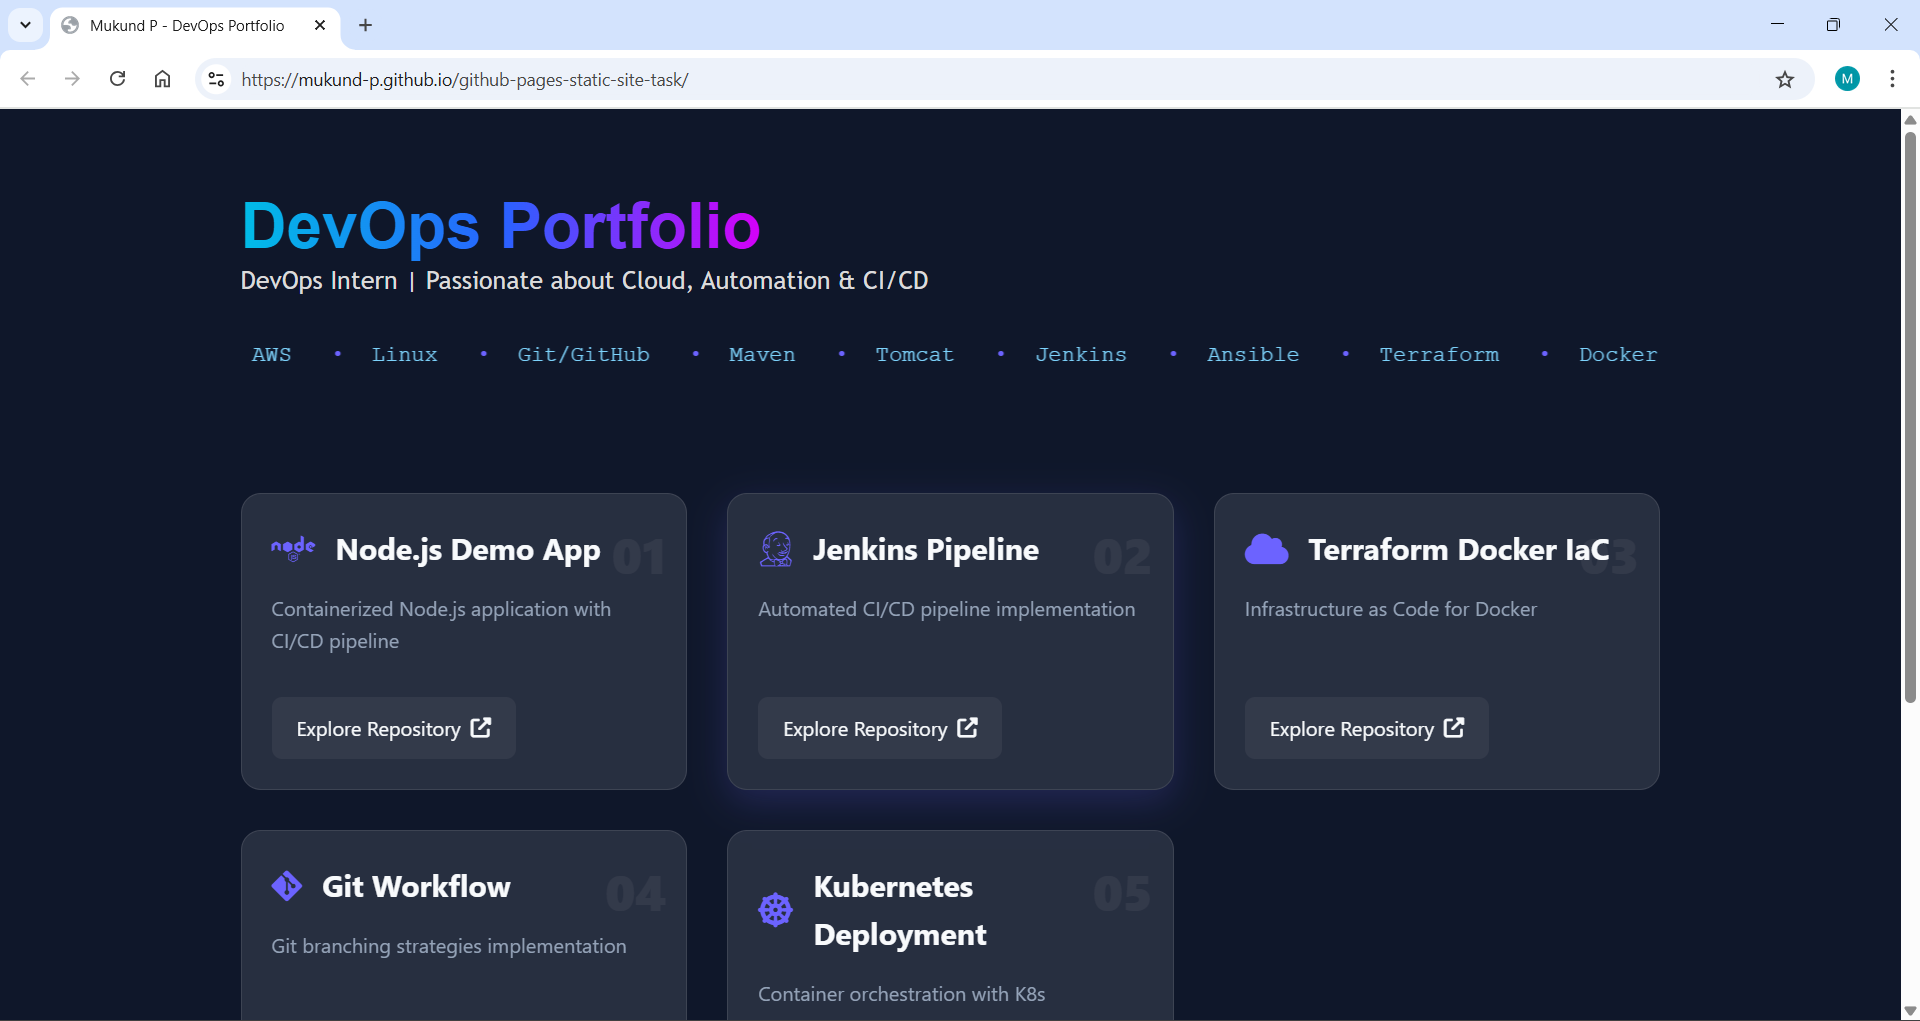 Mukund P - DevOps Portfolio
https://mukund-p.github.io/github-pages-static-site-task/
M
DevOps Portfolio
DevOps Intern | Passionate about Cloud, Automation & CI/CD
AWS • Linux • Git/GitHub • Maven • Tomcat • Jenkins • Ansible • Terraform • Docker
node
JS
Node.js Demo App 01
Containerized Node.js application with
CI/CD pipeline
Explore Repository
Jenkins Pipeline 02
Automated CI/CD pipeline implementation
Explore Repository
Terraform Docker IaC 03
Infrastructure as Code for Docker
Explore Repository
Git Workflow 04
Git branching strategies implementation
Kubernetes
Deployment
05
Container orchestration with K8s